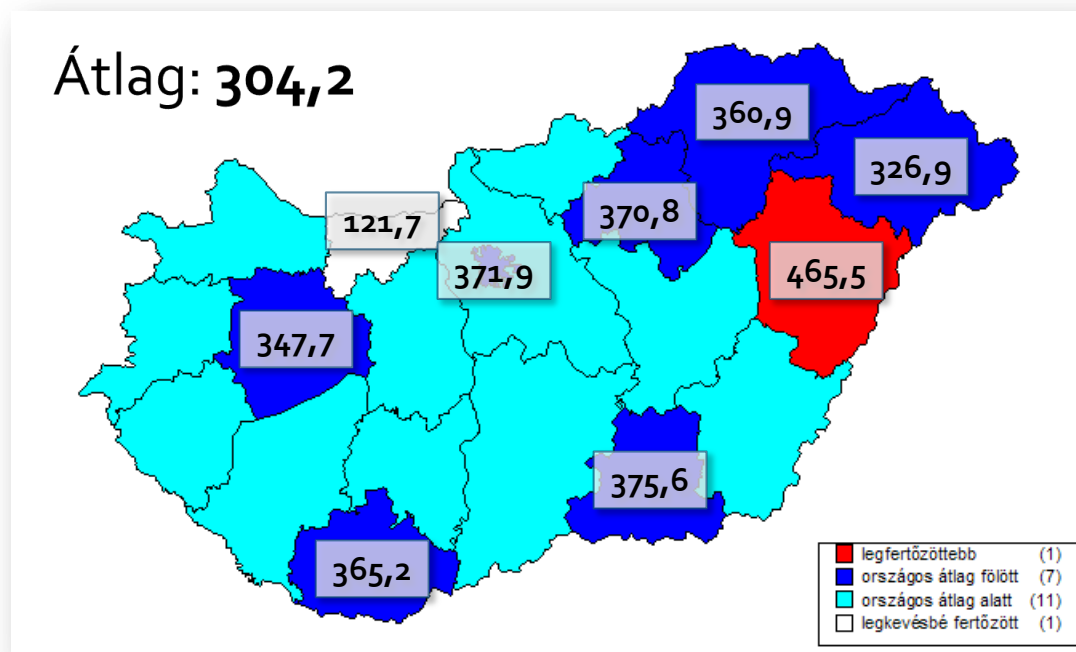 Átlag: 304,2
360,9
326,9
370,8
121,7
371,9
465,5
347,7
375,6
365,2
legfertőzöttebb (1)
országos átlag fölött (7)
országos átlag alatt (11)
legkevésbé fertőzött (1)